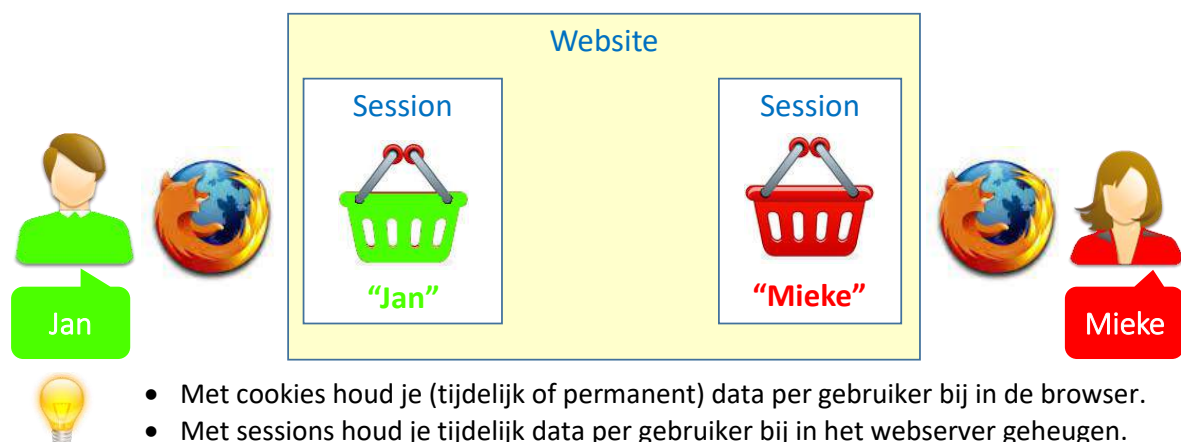 Website
Session
Session
“Jan”
“Mieke”
Jan
Mieke
• Met cookies houd je (tijdelijk of permanent) data per gebruiker bij in de browser.
• Met sessions houd je tijdelijk data per gebruiker bij in het webserver geheugen.